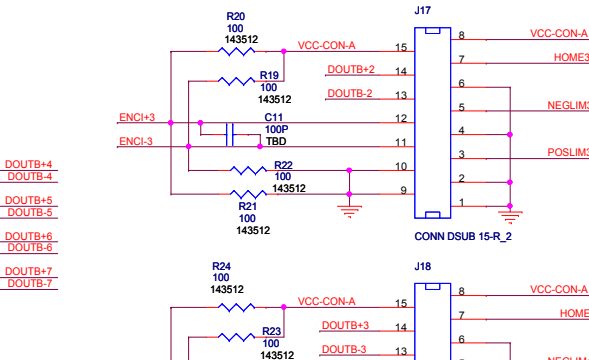 J17
R20
100
143512
VCC-CON-A
15
8
VCC-CON-A
DOUTB+2
14
7
HOME3
R19
100
143512
DOUTB-2
13
6
ENCI+3
C11
100P
TBD
12
5
NEGLIM3
ENCI-3
11
4
DOUTB+4
DOUTB-4
R22
100
143512
10
3
POSLIM3
9
2
DOUTB+5
DOUTB-5
R21
100
143512
1
DOUTB+6
DOUTB-6
CONN DSUB 15-R_2
DOUTB+7
DOUTB-7
J18
R24
100
143512
VCC-CON-A
15
8
VCC-CON-A
DOUTB+3
14
7
HOME
R23
100
143512
DOUTB-3
13
6